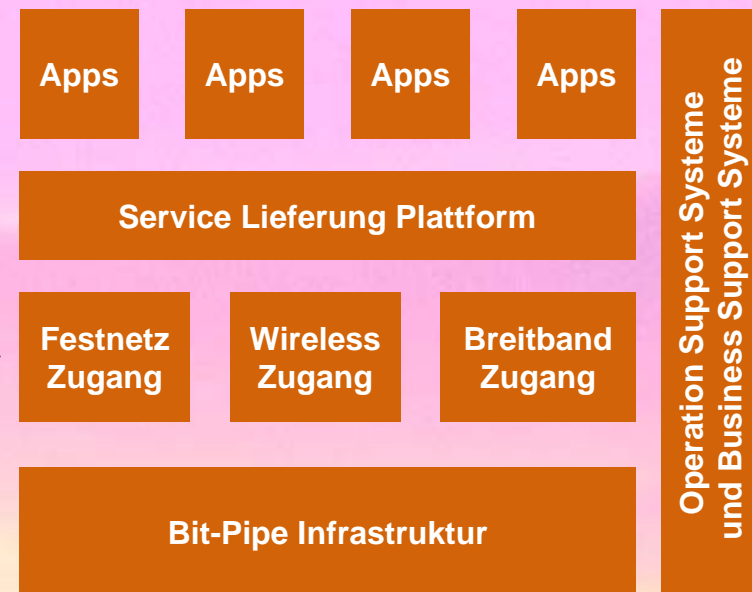 Apps
Apps
Apps
Apps
Service Lieferung Plattform
Festnetz
Zugang
Wireless
Zugang
Breitband
Zugang
Bit-Pipe Infrastruktur
Operation Support Systeme
und Business Support Systeme